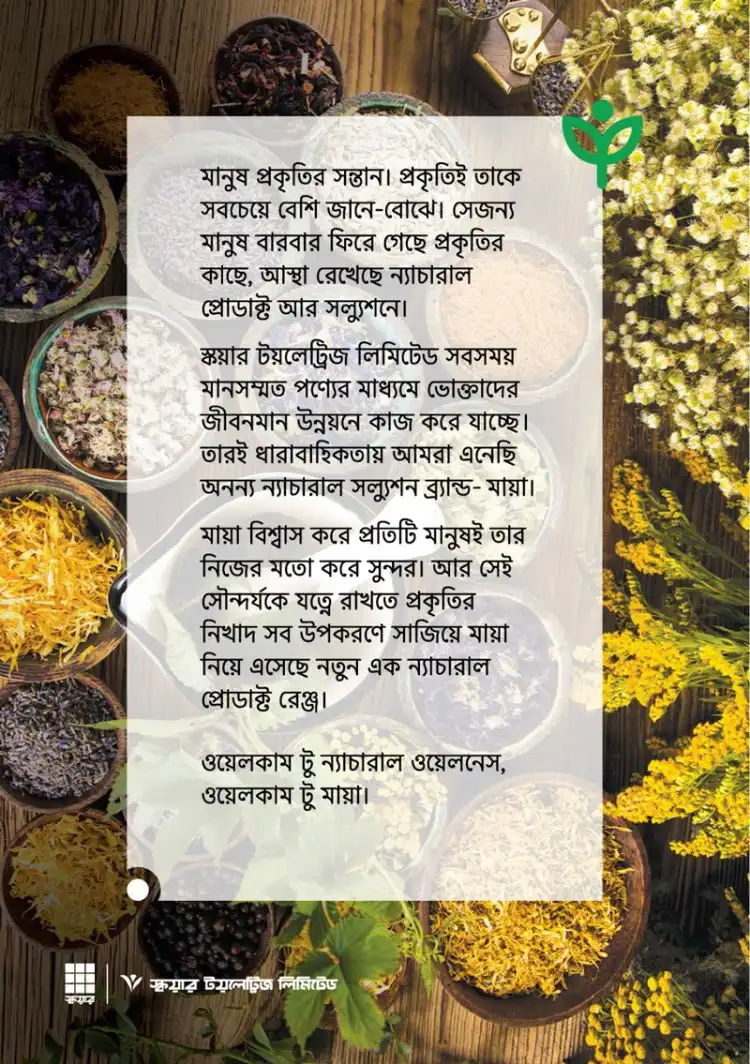 মানুষ প্রকৃতির সন্তান। প্রকৃতিই তাকে
সবচেয়ে বেশি জানে-বোঝে। সেজন্য
মানুষ বারবার ফিরে গেছে প্রকৃতির
কাছে, আস্থা রেখেছে ন্যাচারাল
প্রোডাক্ট আর সল্যুশনে।
স্কয়ার টয়লেট্রিজ লিমিটেড সবসময়
মানসম্মত পণ্যের মাধ্যমে ভোক্তাদের
জীবনমান উন্নয়নে কাজ করে যাচ্ছে।
তারই ধারাবাহিকতায় আমরা এনেছি
অনন্য ন্যাচারাল সল্যুশন ব্র্যান্ড- মায়া।
মায়া বিশ্বাস করে প্রতিটি মানুষই তার
নিজের মতো করে সুন্দর। আর সেই
সৌন্দর্যকে যত্নে রাখতে প্রকৃতির
নিখাদ সব উপকরণে সাজিয়ে মায়া
নিয়ে এসেছে নতুন এক ন্যাচারাল
প্রোডাক্ট রেঞ্জ।
ওয়েলকাম টু ন্যাচারাল ওয়েলনেস,
ওয়েলকাম টু মায়া।
স্কয়ার
স্কয়ার টয়লেট্রিজ লিমিটেড